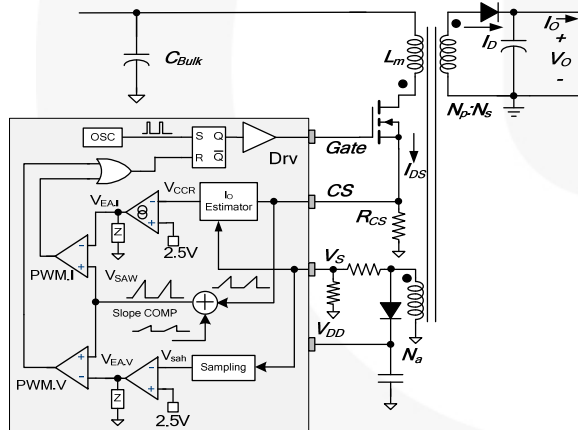 C_Bulk
L_m
I_D
I_O
+
V_O
-
N_p:N_s
OSC
S Q
R Q̅
Drv
Gate
I_DS
CS
R_CS
V_EA.I
V_CCR
I_O
Estimator
-
+
Z
2.5V
PWM.I
-
+
V_SAW
Slope COMP
+
V_S
V_DD
N_a
PWM.V
+
-
V_EA.V
V_sah
Sampling
-
+
Z
2.5V